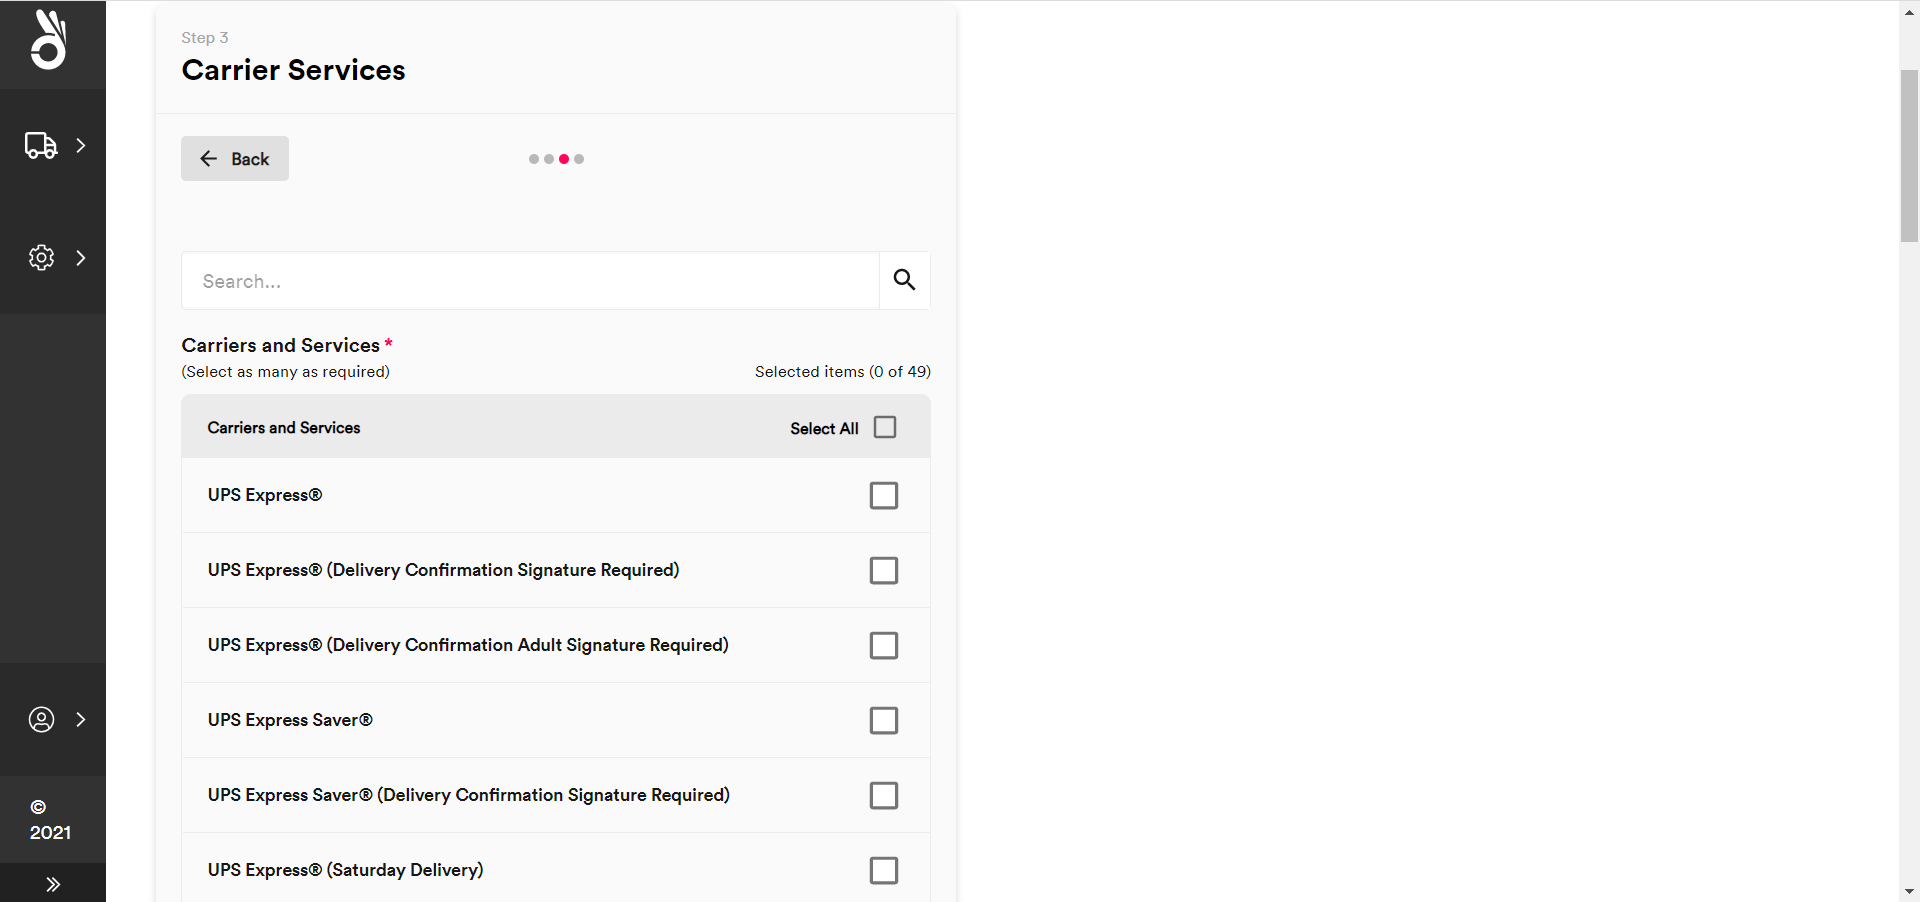 Step 3
Carrier Services
Back
Search...
Carriers and Services *
(Select as many as required)
Selected items (0 of 49)
Carriers and Services
Select All
UPS Express®
UPS Express® (Delivery Confirmation Signature Required)
UPS Express® (Delivery Confirmation Adult Signature Required)
UPS Express Saver®
UPS Express Saver® (Delivery Confirmation Signature Required)
UPS Express® (Saturday Delivery)
©
2021